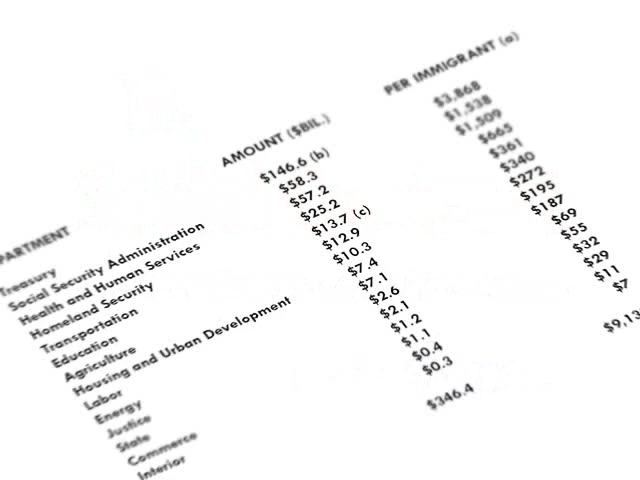 PARTMENT AMOUNT ($BIL.) PER IMMIGRANT (a)
Treasury $146.6 (b) $3,868
Social Security Administration $58.3 $1,538
Health and Human Services $57.2 $1,509
Homeland Security $25.2 $665
Transportation $13.7 (c) $361
Education $12.9 $340
Agriculture $10.3 $272
Housing and Urban Development $7.4 $195
Labor $7.1 $187
Energy $2.6 $69
Justice $2.1 $55
State $1.2 $32
Commerce $1.1 $29
Interior $0.4 $11
$0.3 $7
$346.4 $9,13